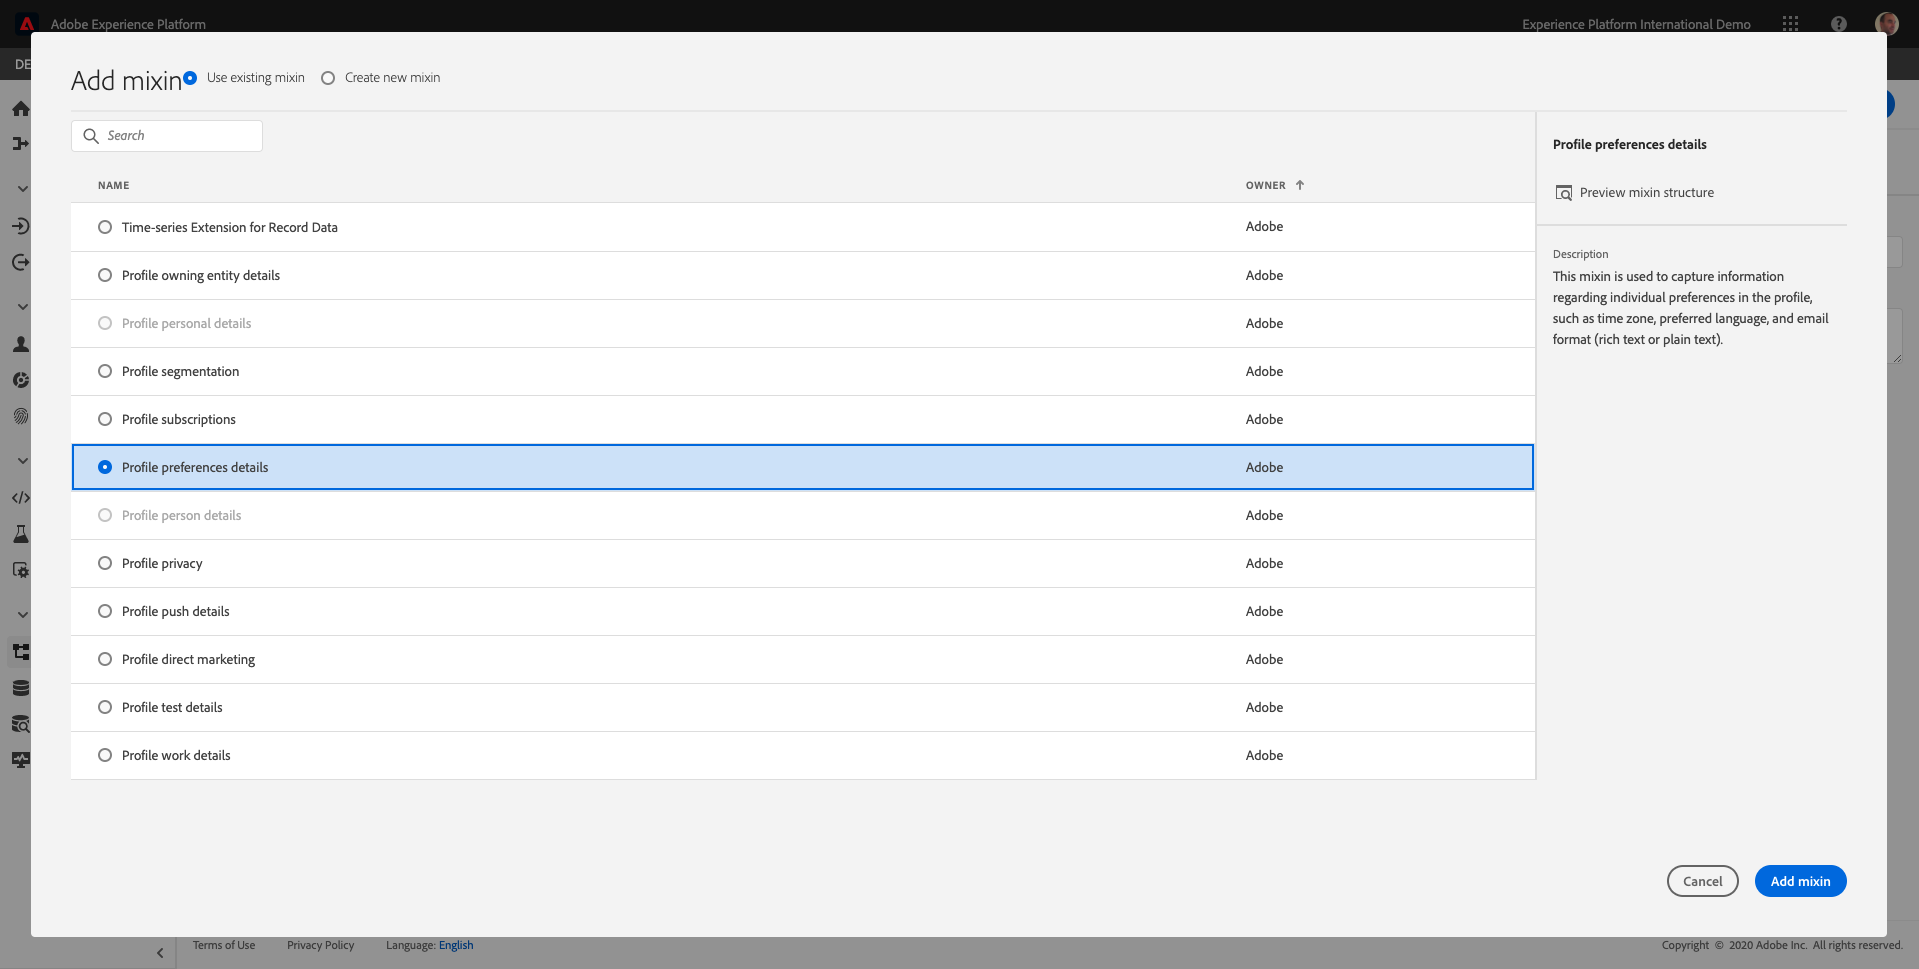 Adobe Experience Platform
Experience Platform International Demo
DE
Add mixin
Use existing mixin
Create new mixin
Search
NAME
OWNER
Time-series Extension for Record Data
Adobe
Profile owning entity details
Adobe
Profile personal details
Adobe
Profile segmentation
Adobe
Profile subscriptions
Adobe
Profile preferences details
Adobe
Profile person details
Adobe
Profile privacy
Adobe
Profile push details
Adobe
Profile direct marketing
Adobe
Profile test details
Adobe
Profile work details
Adobe
Profile preferences details
Preview mixin structure
Description
This mixin is used to capture information
regarding individual preferences in the profile,
such as time zone, preferred language, and email
format (rich text or plain text).
Cancel
Add mixin
Terms of Use
Privacy Policy
Language: English
Copyright © 2020 Adobe Inc. All rights reserved.